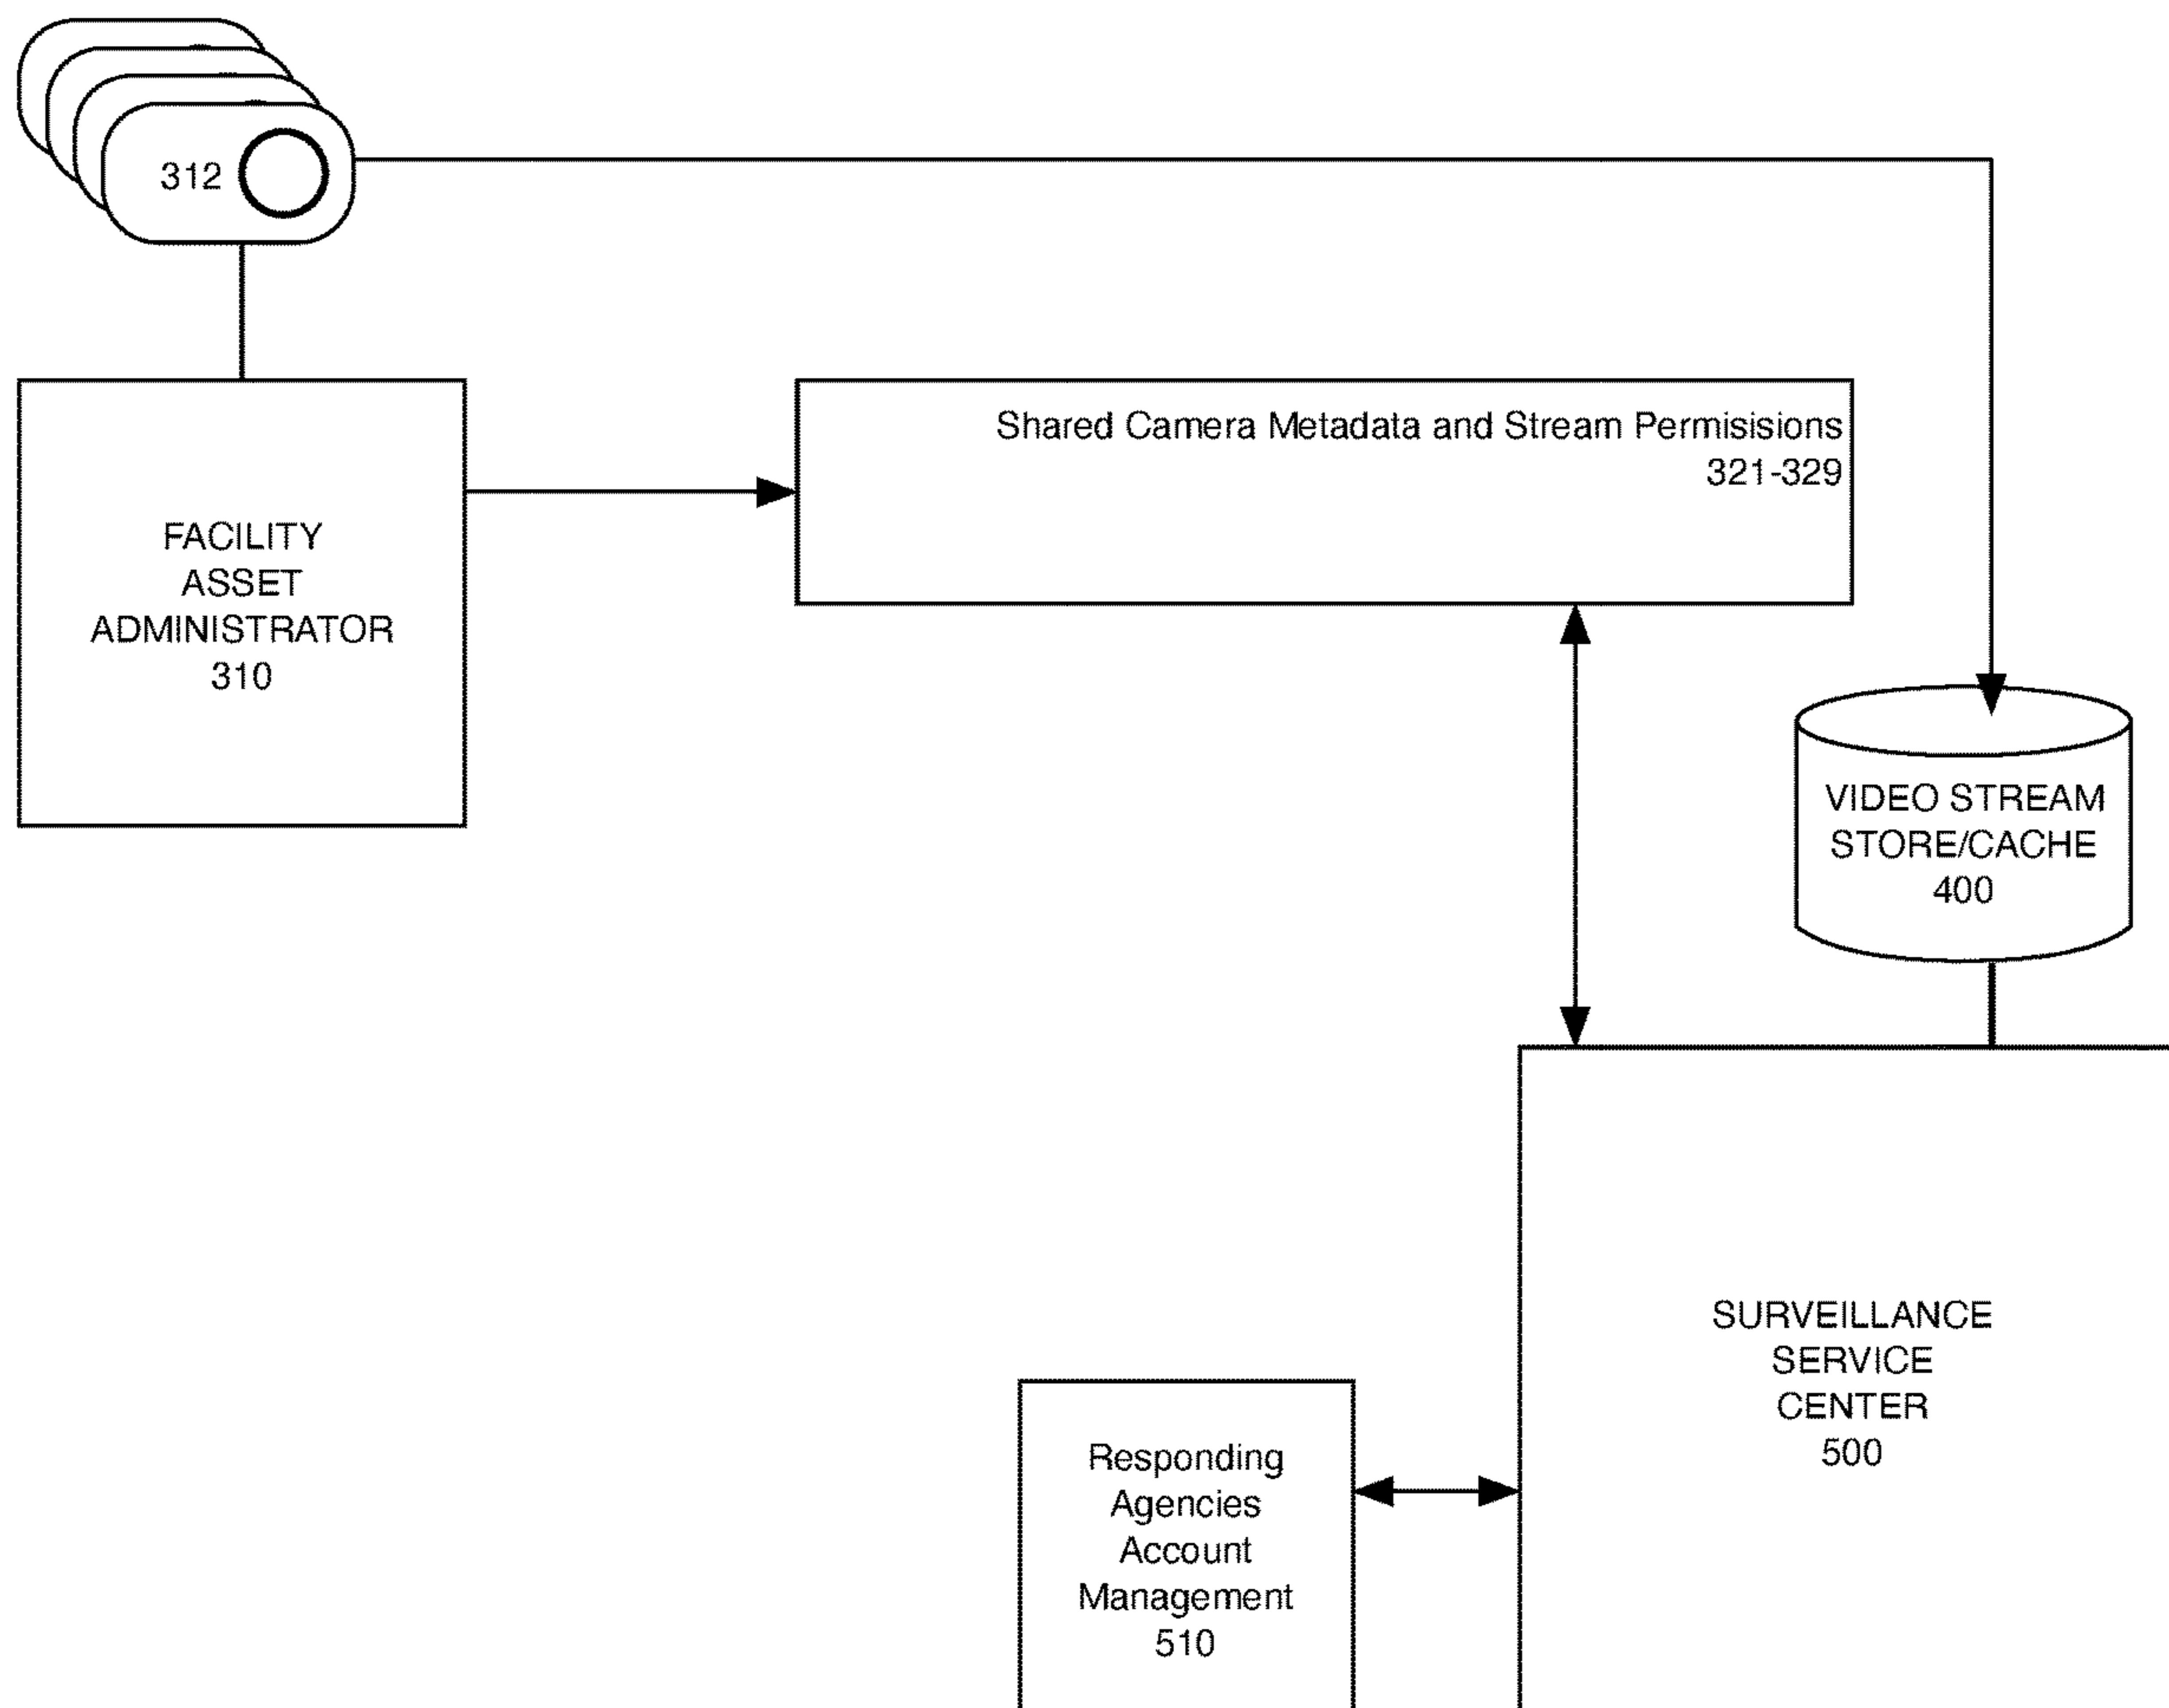 312
Shared Camera Metadata and Stream Permisisions
321-329
FACILITY
ASSET
ADMINISTRATOR
310
VIDEO STREAM
STORE/CACHE
400
SURVEILLANCE
SERVICE
CENTER
500
Responding
Agencies
Account
Management
510